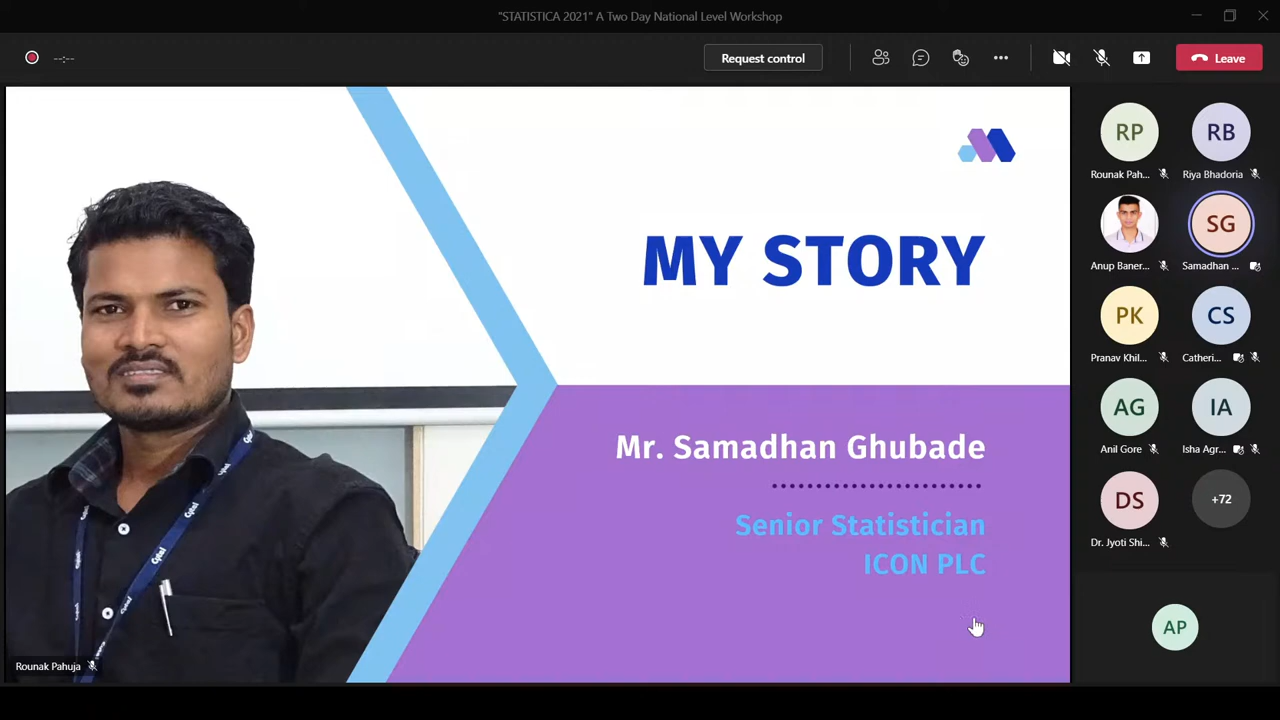 "STATISTICA 2021" A Two Day National Level Workshop
--:--
Request control
Leave
MY STORY
Mr. Samadhan Ghubade
Senior Statistician
ICON PLC
Rounak Pahuja
RP
RB
Rounak Pah...
Riya Bhadoria
SG
Anup Baner...
Samadhan ...
PK
CS
Pranav Khil...
Catheri...
AG
IA
Anil Gore
Isha Agr...
DS
+72
Dr. Jyoti Shi...
AP
Cytel